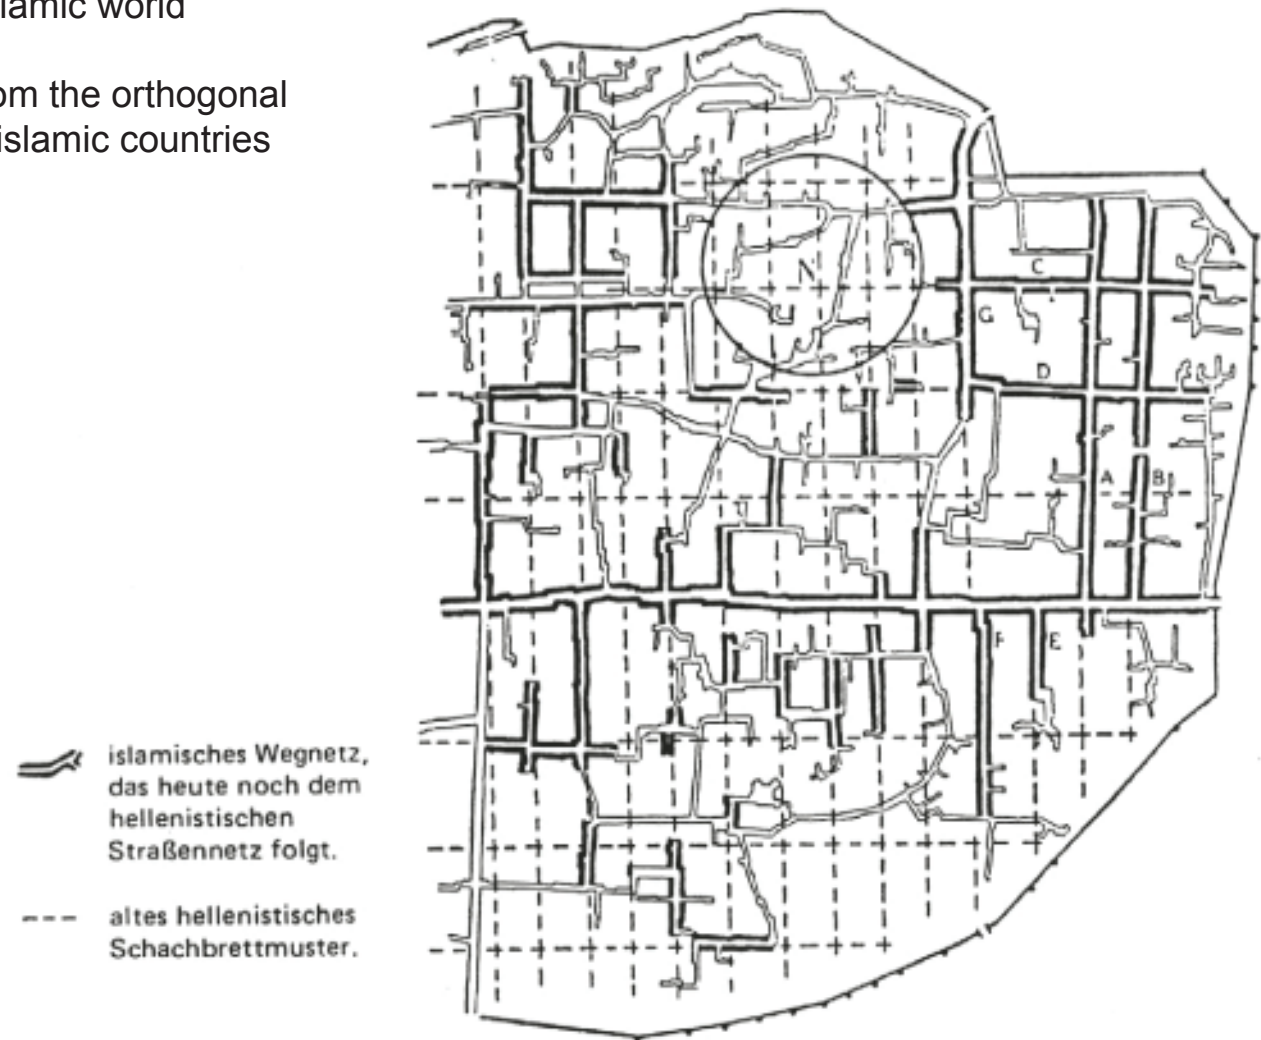 lamic world
om the orthogonal
islamic countries
N
C
G
D
A
B
F
E
islamisches Wegnetz,
das heute noch dem
hellenistischen
Straßennetz folgt.
altes hellenistisches
Schachbrettmuster.